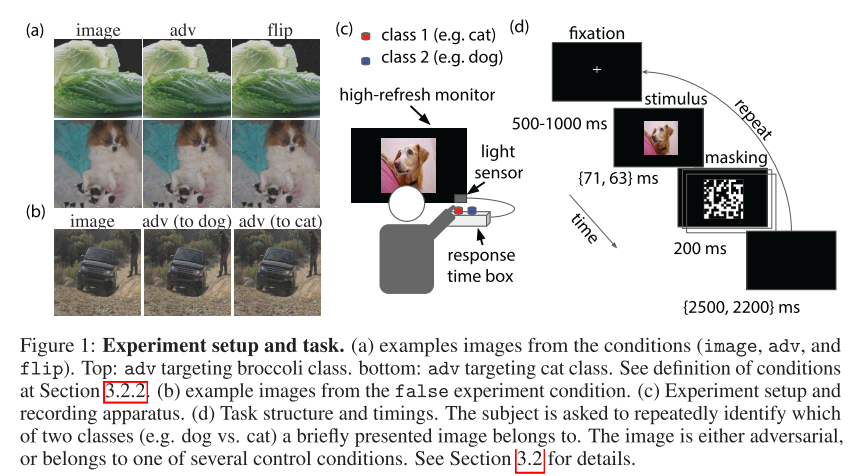 (a)
image adv flip
(b)
image adv (to dog) adv (to cat)
(c)
class 1 (e.g. cat)
class 2 (e.g. dog)
high-refresh monitor
light
sensor
response
time box
(d)
fixation
500-1000 ms
stimulus
{71, 63} ms
masking
200 ms
{2500, 2200} ms
repeat
time
Figure 1: Experiment setup and task. (a) examples images from the conditions (image, adv, and
flip). Top: adv targeting broccoli class. bottom: adv targeting cat class. See definition of conditions
at Section 3.2.2. (b) example images from the false experiment condition. (c) Experiment setup and
recording apparatus. (d) Task structure and timings. The subject is asked to repeatedly identify which
of two classes (e.g. dog vs. cat) a briefly presented image belongs to. The image is either adversarial,
or belongs to one of several control conditions. See Section 3.2 for details.